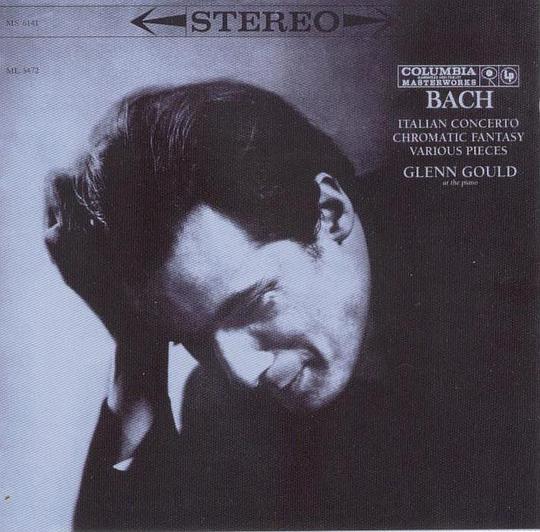 STEREO
MS 6141
ML 5472
COLUMBIA
MASTERWORKS
LP
BACH
ITALIAN CONCERTO
CHROMATIC FANTASY
VARIOUS PIECES
GLENN GOULD
at the piano